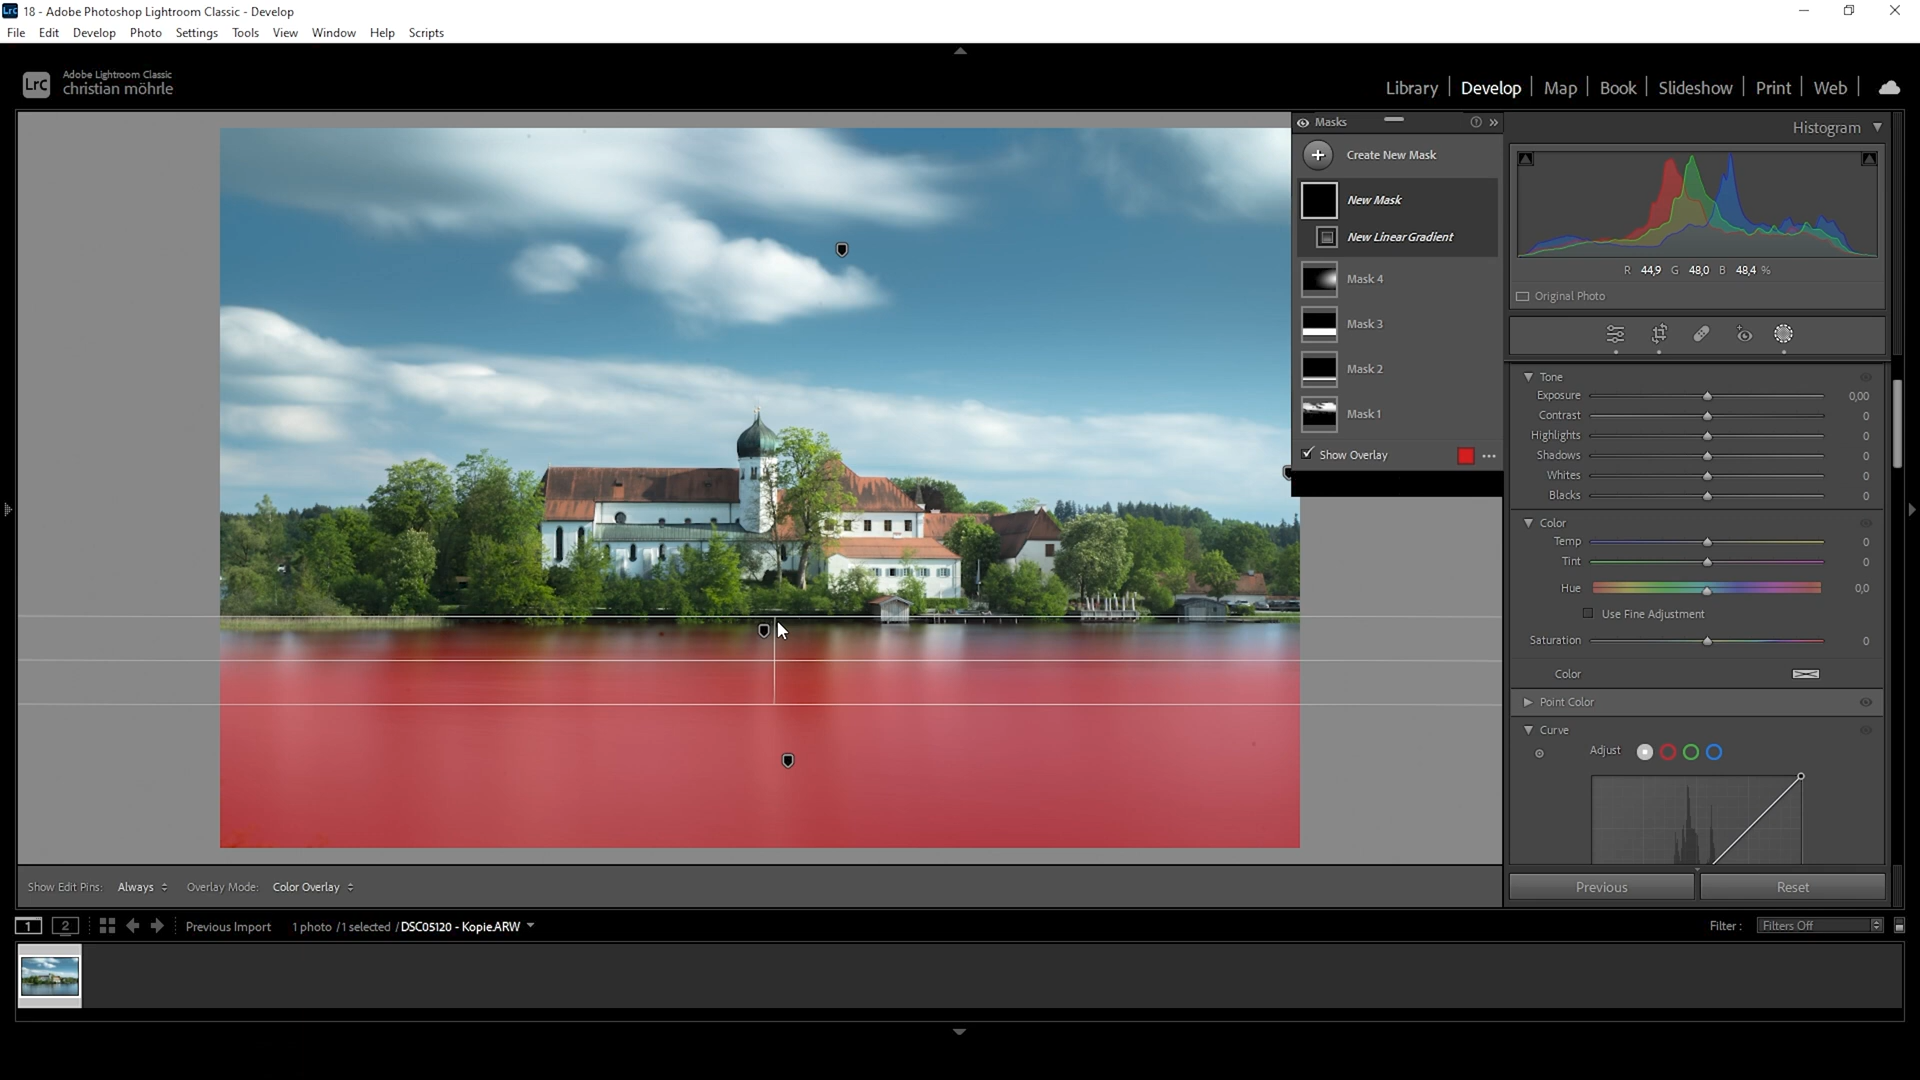 18 - Adobe Photoshop Lightroom Classic - Develop
File Edit Develop Photo Settings Tools View Window Help Scripts
LrC
Adobe Lightroom Classic
christian möhrle
Library Develop Map Book Slideshow Print Web
Masks
Create New Mask
New Mask
New Linear Gradient
Mask 4
Mask 3
Mask 2
Mask 1
Show Overlay
Histogram
R 44,9 G 48,0 B 48,4 %
Original Photo
Tone
Exposure 0,00
Contrast 0
Highlights 0
Shadows 0
Whites 0
Blacks 0
Color
Temp 0
Tint 0
Hue 0,0
Use Fine Adjustment
Saturation 0
Color
Point Color
Curve
Adjust
Previous Reset
Show Edit Pins: Always Overlay Mode: Color Overlay
1 2 Previous Import 1 photo / 1 selected / DSC05120 - Kopie.ARW Filter : Filters Off